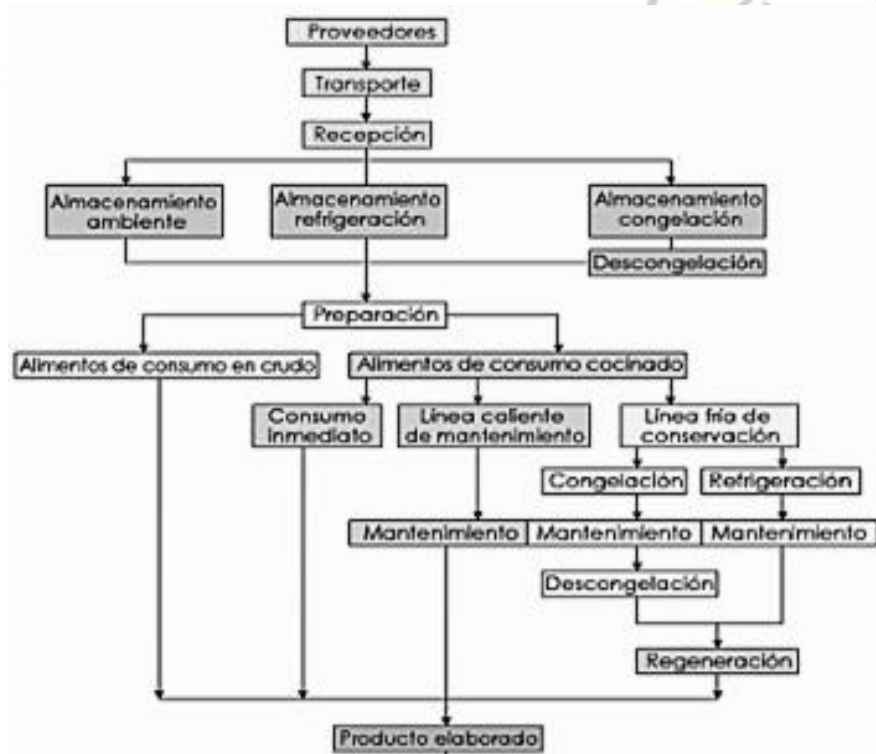 Proveedores
Transporte
Recepción
Almacenamiento
ambiente
Almacenamiento
refrigeración
Almacenamiento
congelación
Descongelación
Preparación
Alimentos de consumo en crudo
Alimentos de consumo cocinado
Consumo
inmediato
Línea caliente
de mantenimiento
Línea fría de
conservación
Congelación
Refrigeración
Mantenimiento
Mantenimiento
Mantenimiento
Descongelación
Regeneración
Producto elaborado